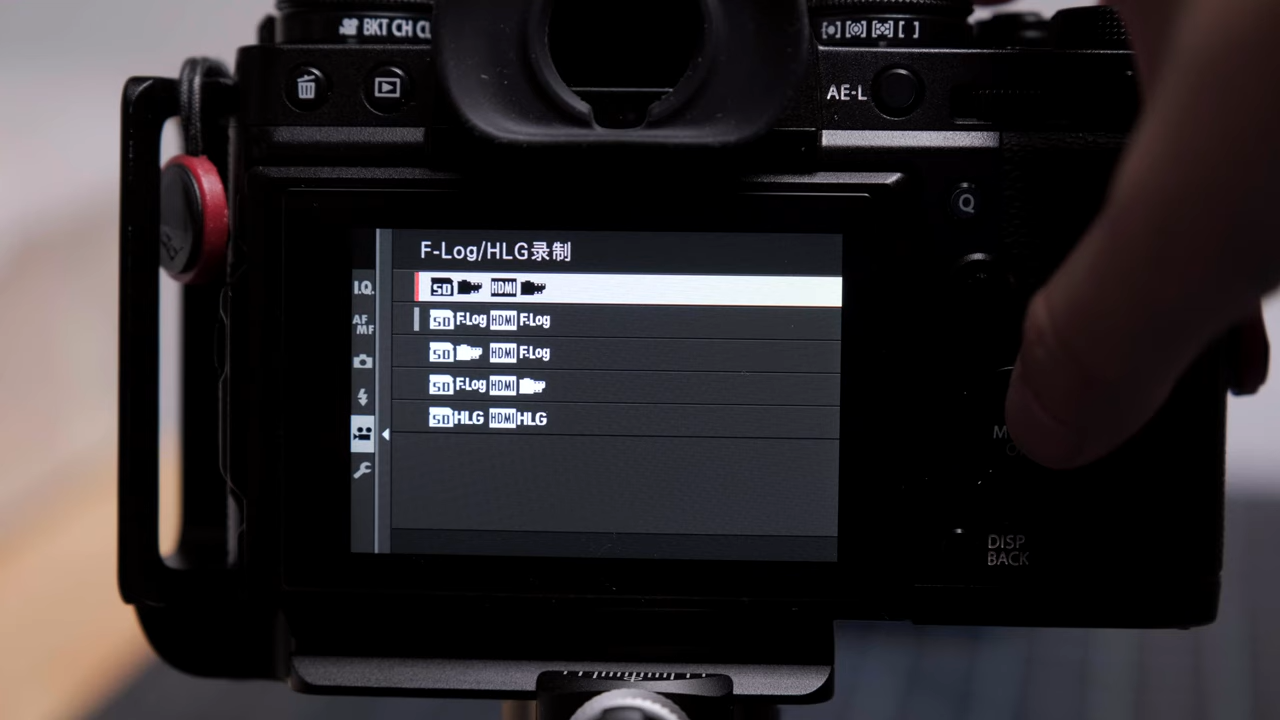 BKT CH CL
AE-L
Q
F-Log/HLG录制
I.Q.
SD HDMI
AF
MF
SD F-Log HDMI F-Log
SD HDMI F-Log
SD F-Log HDMI
SD HLG HDMI HLG
DISP
BACK